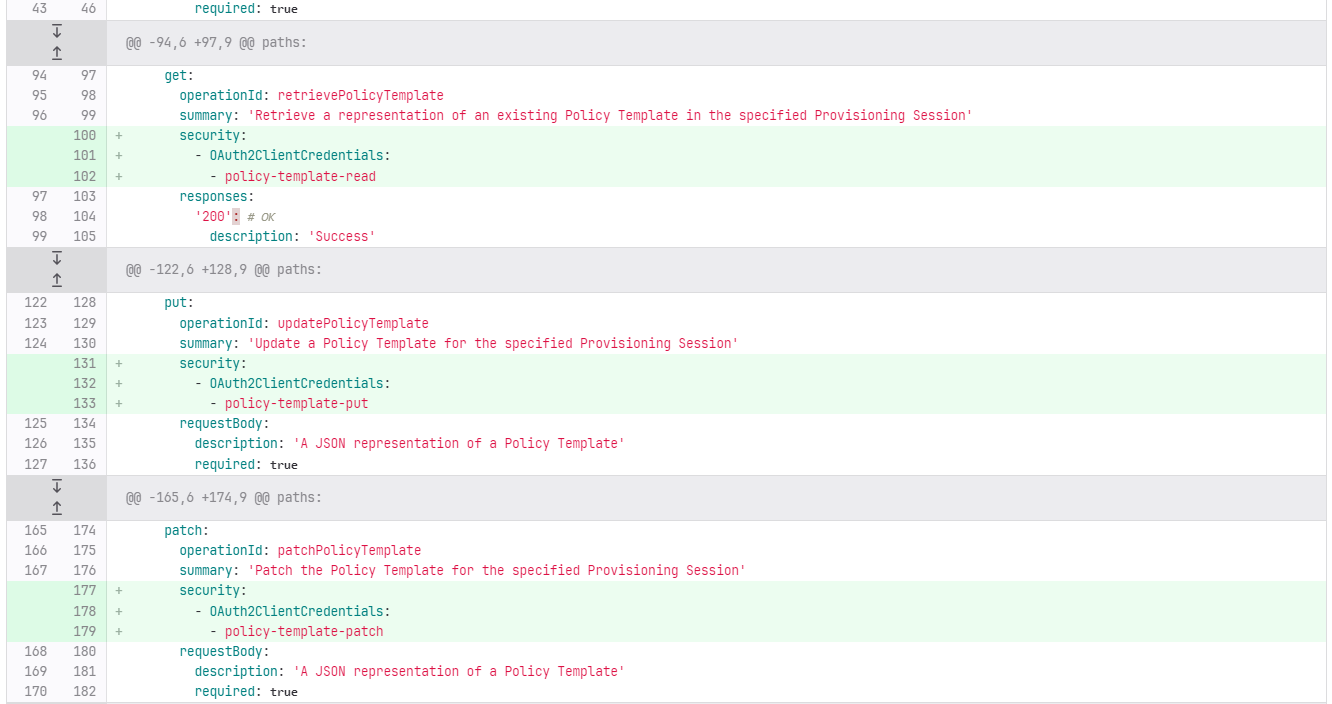 43 46 required: true
@@ -94,6 +97,9 @@ paths:
94 97 get:
95 98 operationId: retrievePolicyTemplate
96 99 summary: 'Retrieve a representation of an existing Policy Template in the specified Provisioning Session'
100 + security:
101 + - OAuth2ClientCredentials:
102 + - policy-template-read
97 103 responses:
98 104 '200': # OK
99 105 description: 'Success'
@@ -122,6 +128,9 @@ paths:
122 128 put:
123 129 operationId: updatePolicyTemplate
124 130 summary: 'Update a Policy Template for the specified Provisioning Session'
131 + security:
132 + - OAuth2ClientCredentials:
133 + - policy-template-put
125 134 requestBody:
126 135 description: 'A JSON representation of a Policy Template'
127 136 required: true
@@ -165,6 +174,9 @@ paths:
165 174 patch:
166 175 operationId: patchPolicyTemplate
167 176 summary: 'Patch the Policy Template for the specified Provisioning Session'
177 + security:
178 + - OAuth2ClientCredentials:
179 + - policy-template-patch
168 180 requestBody:
169 181 description: 'A JSON representation of a Policy Template'
170 182 required: true